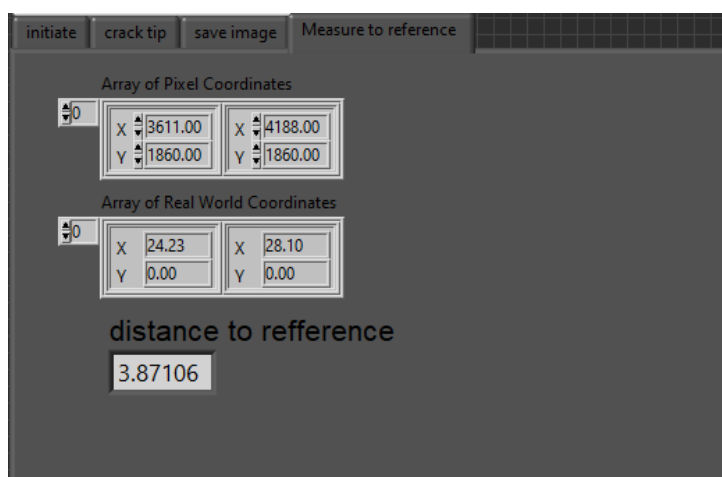 initiate crack tip save image Measure to reference
Array of Pixel Coordinates
0 X 3611.00 X 4188.00
Y 1860.00 Y 1860.00
Array of Real World Coordinates
0 X 24.23 X 28.10
Y 0.00 Y 0.00
distance to refference
3.87106